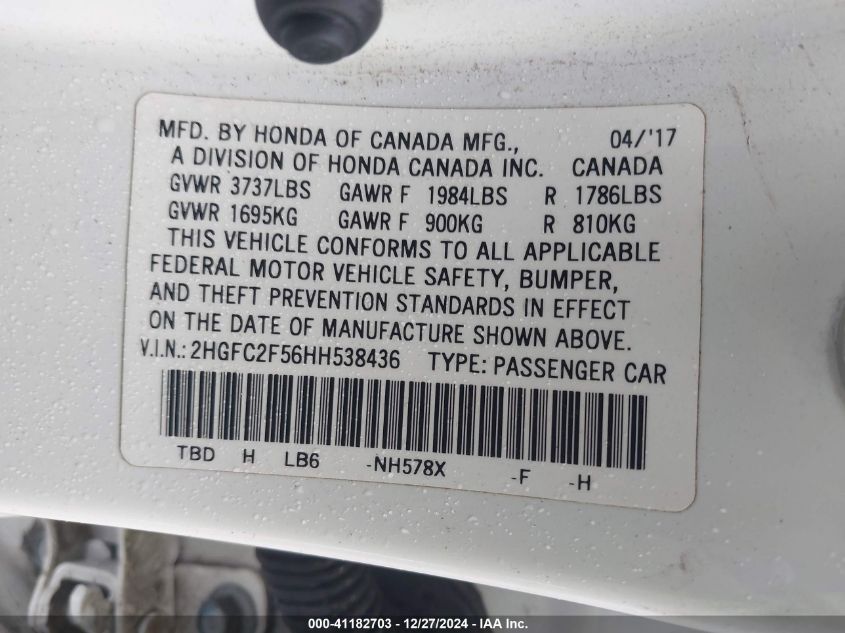 MFD. BY HONDA OF CANADA MFG., 04/'17
A DIVISION OF HONDA CANADA INC. CANADA
GVWR 3737LBS GAWR F 1984LBS R 1786LBS
GVWR 1695KG GAWR F 900KG R 810KG
THIS VEHICLE CONFORMS TO ALL APPLICABLE
FEDERAL MOTOR VEHICLE SAFETY, BUMPER,
AND THEFT PREVENTION STANDARDS IN EFFECT
ON THE DATE OF MANUFACTURE SHOWN ABOVE.
V.I.N.: 2HGFC2F56HH538436 TYPE: PASSENGER CAR
TBD H LB6 -NH578X -F -H
000-41182703 - 12/27/2024 - IAA Inc.